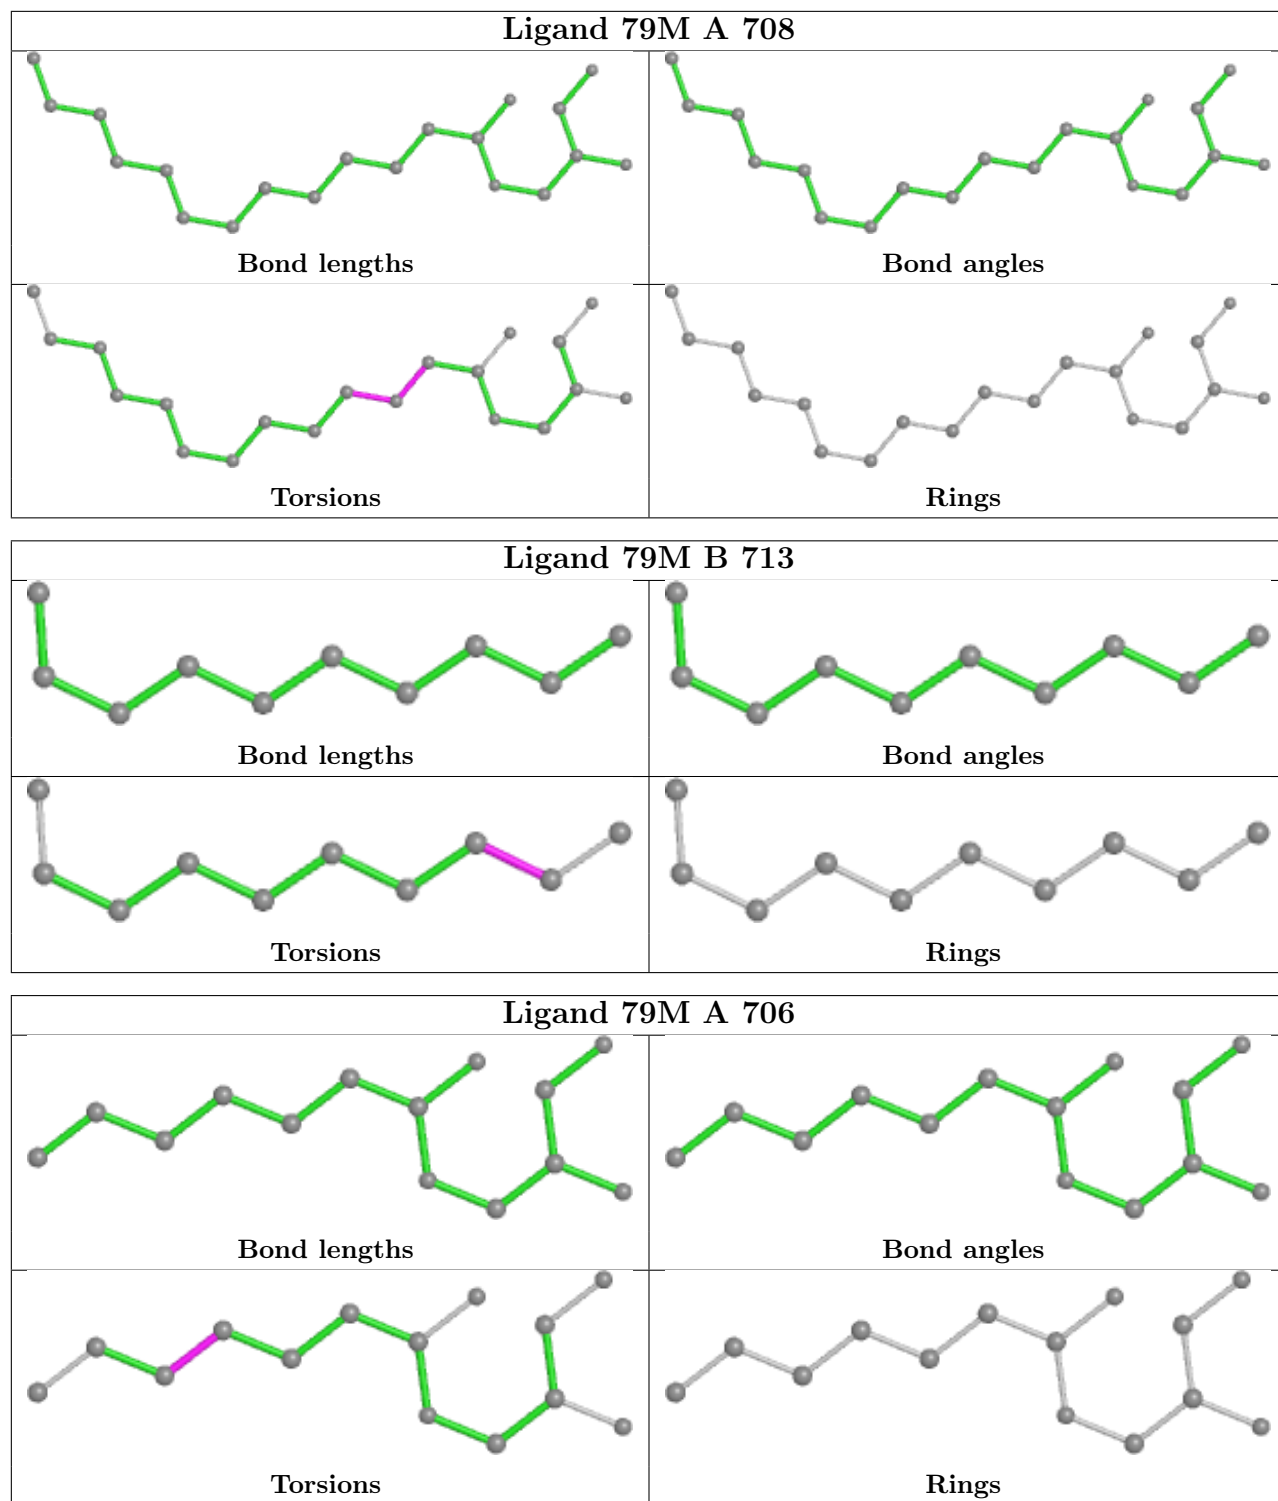 Ligand 79M A 708
Bond lengths
Bond angles
Torsions
Rings
Ligand 79M B 713
Bond lengths
Bond angles
Torsions
Rings
Ligand 79M A 706
Bond lengths
Bond angles
Torsions
Rings